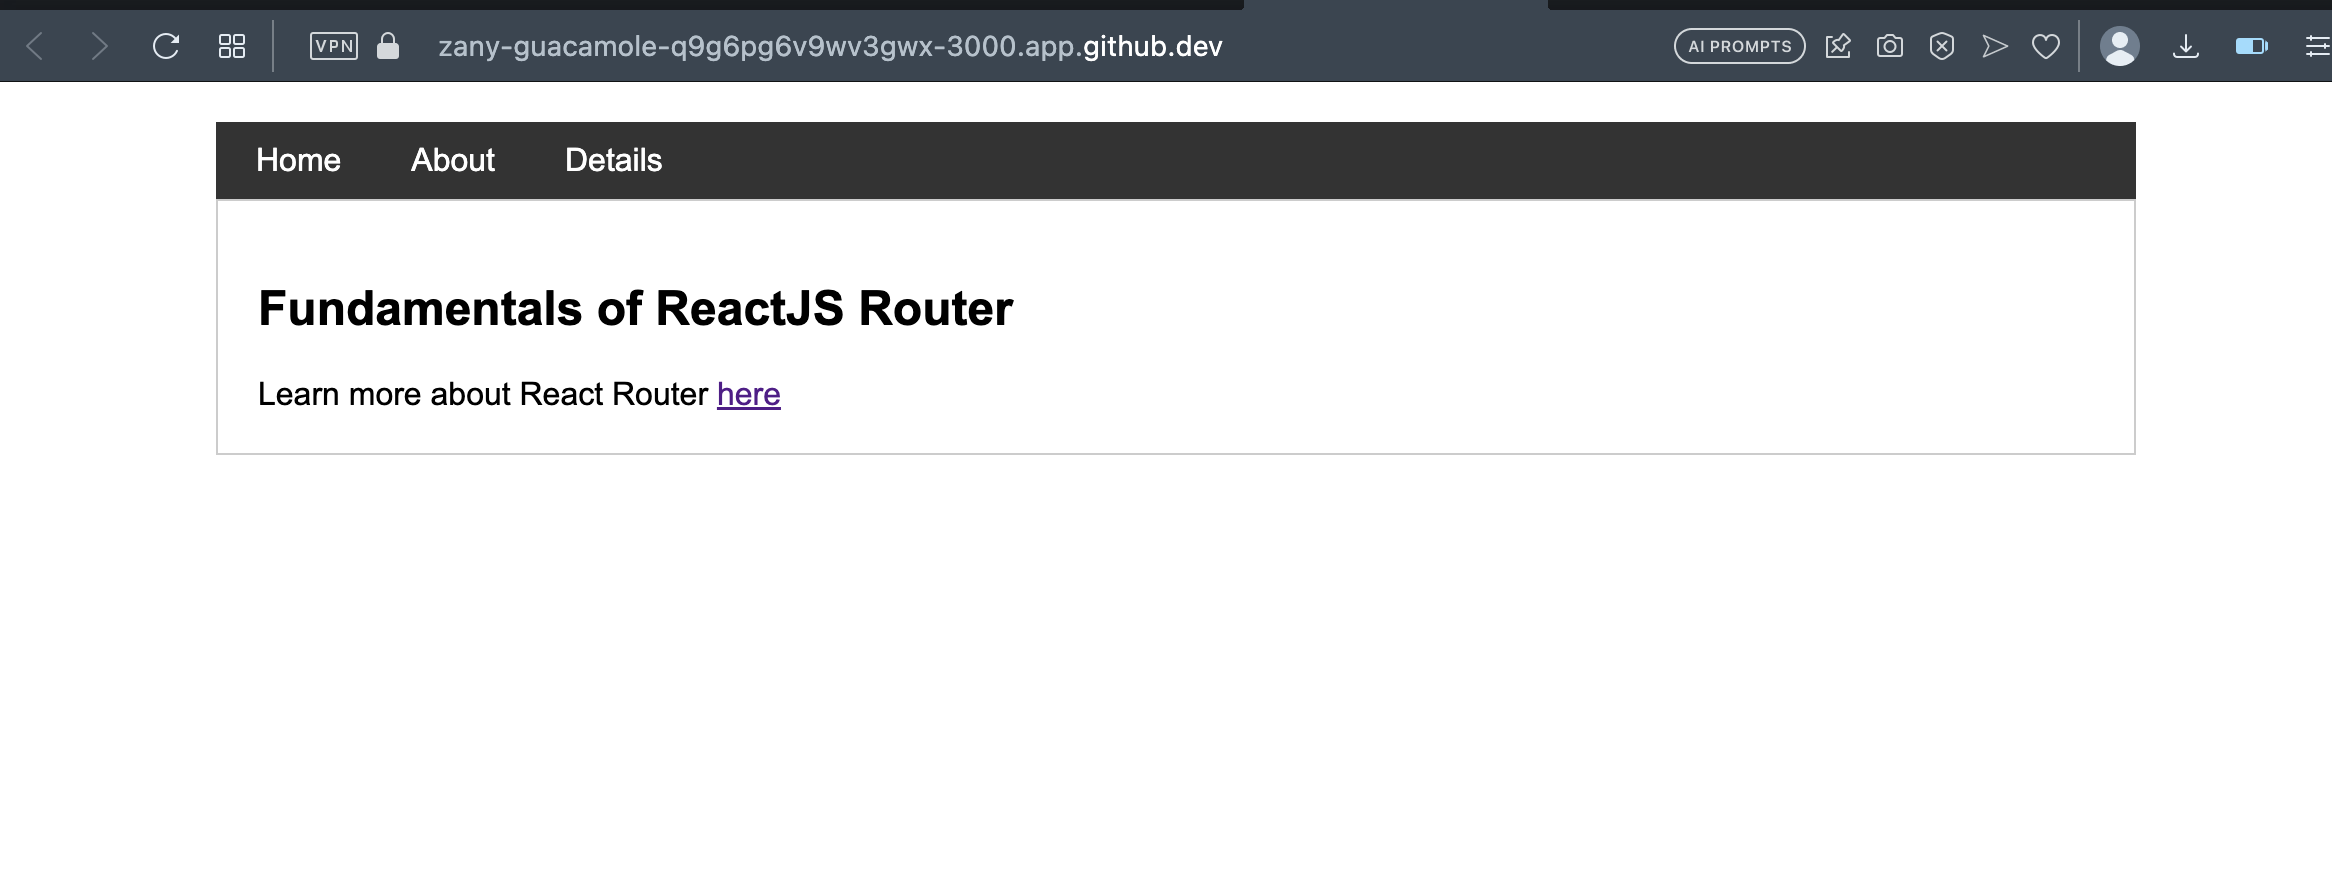 VPN zany-guacamole-q9g6pg6v9wv3gwx-3000.app.github.dev AI PROMPTS
Home About Details
Fundamentals of ReactJS Router
Learn more about React Router here